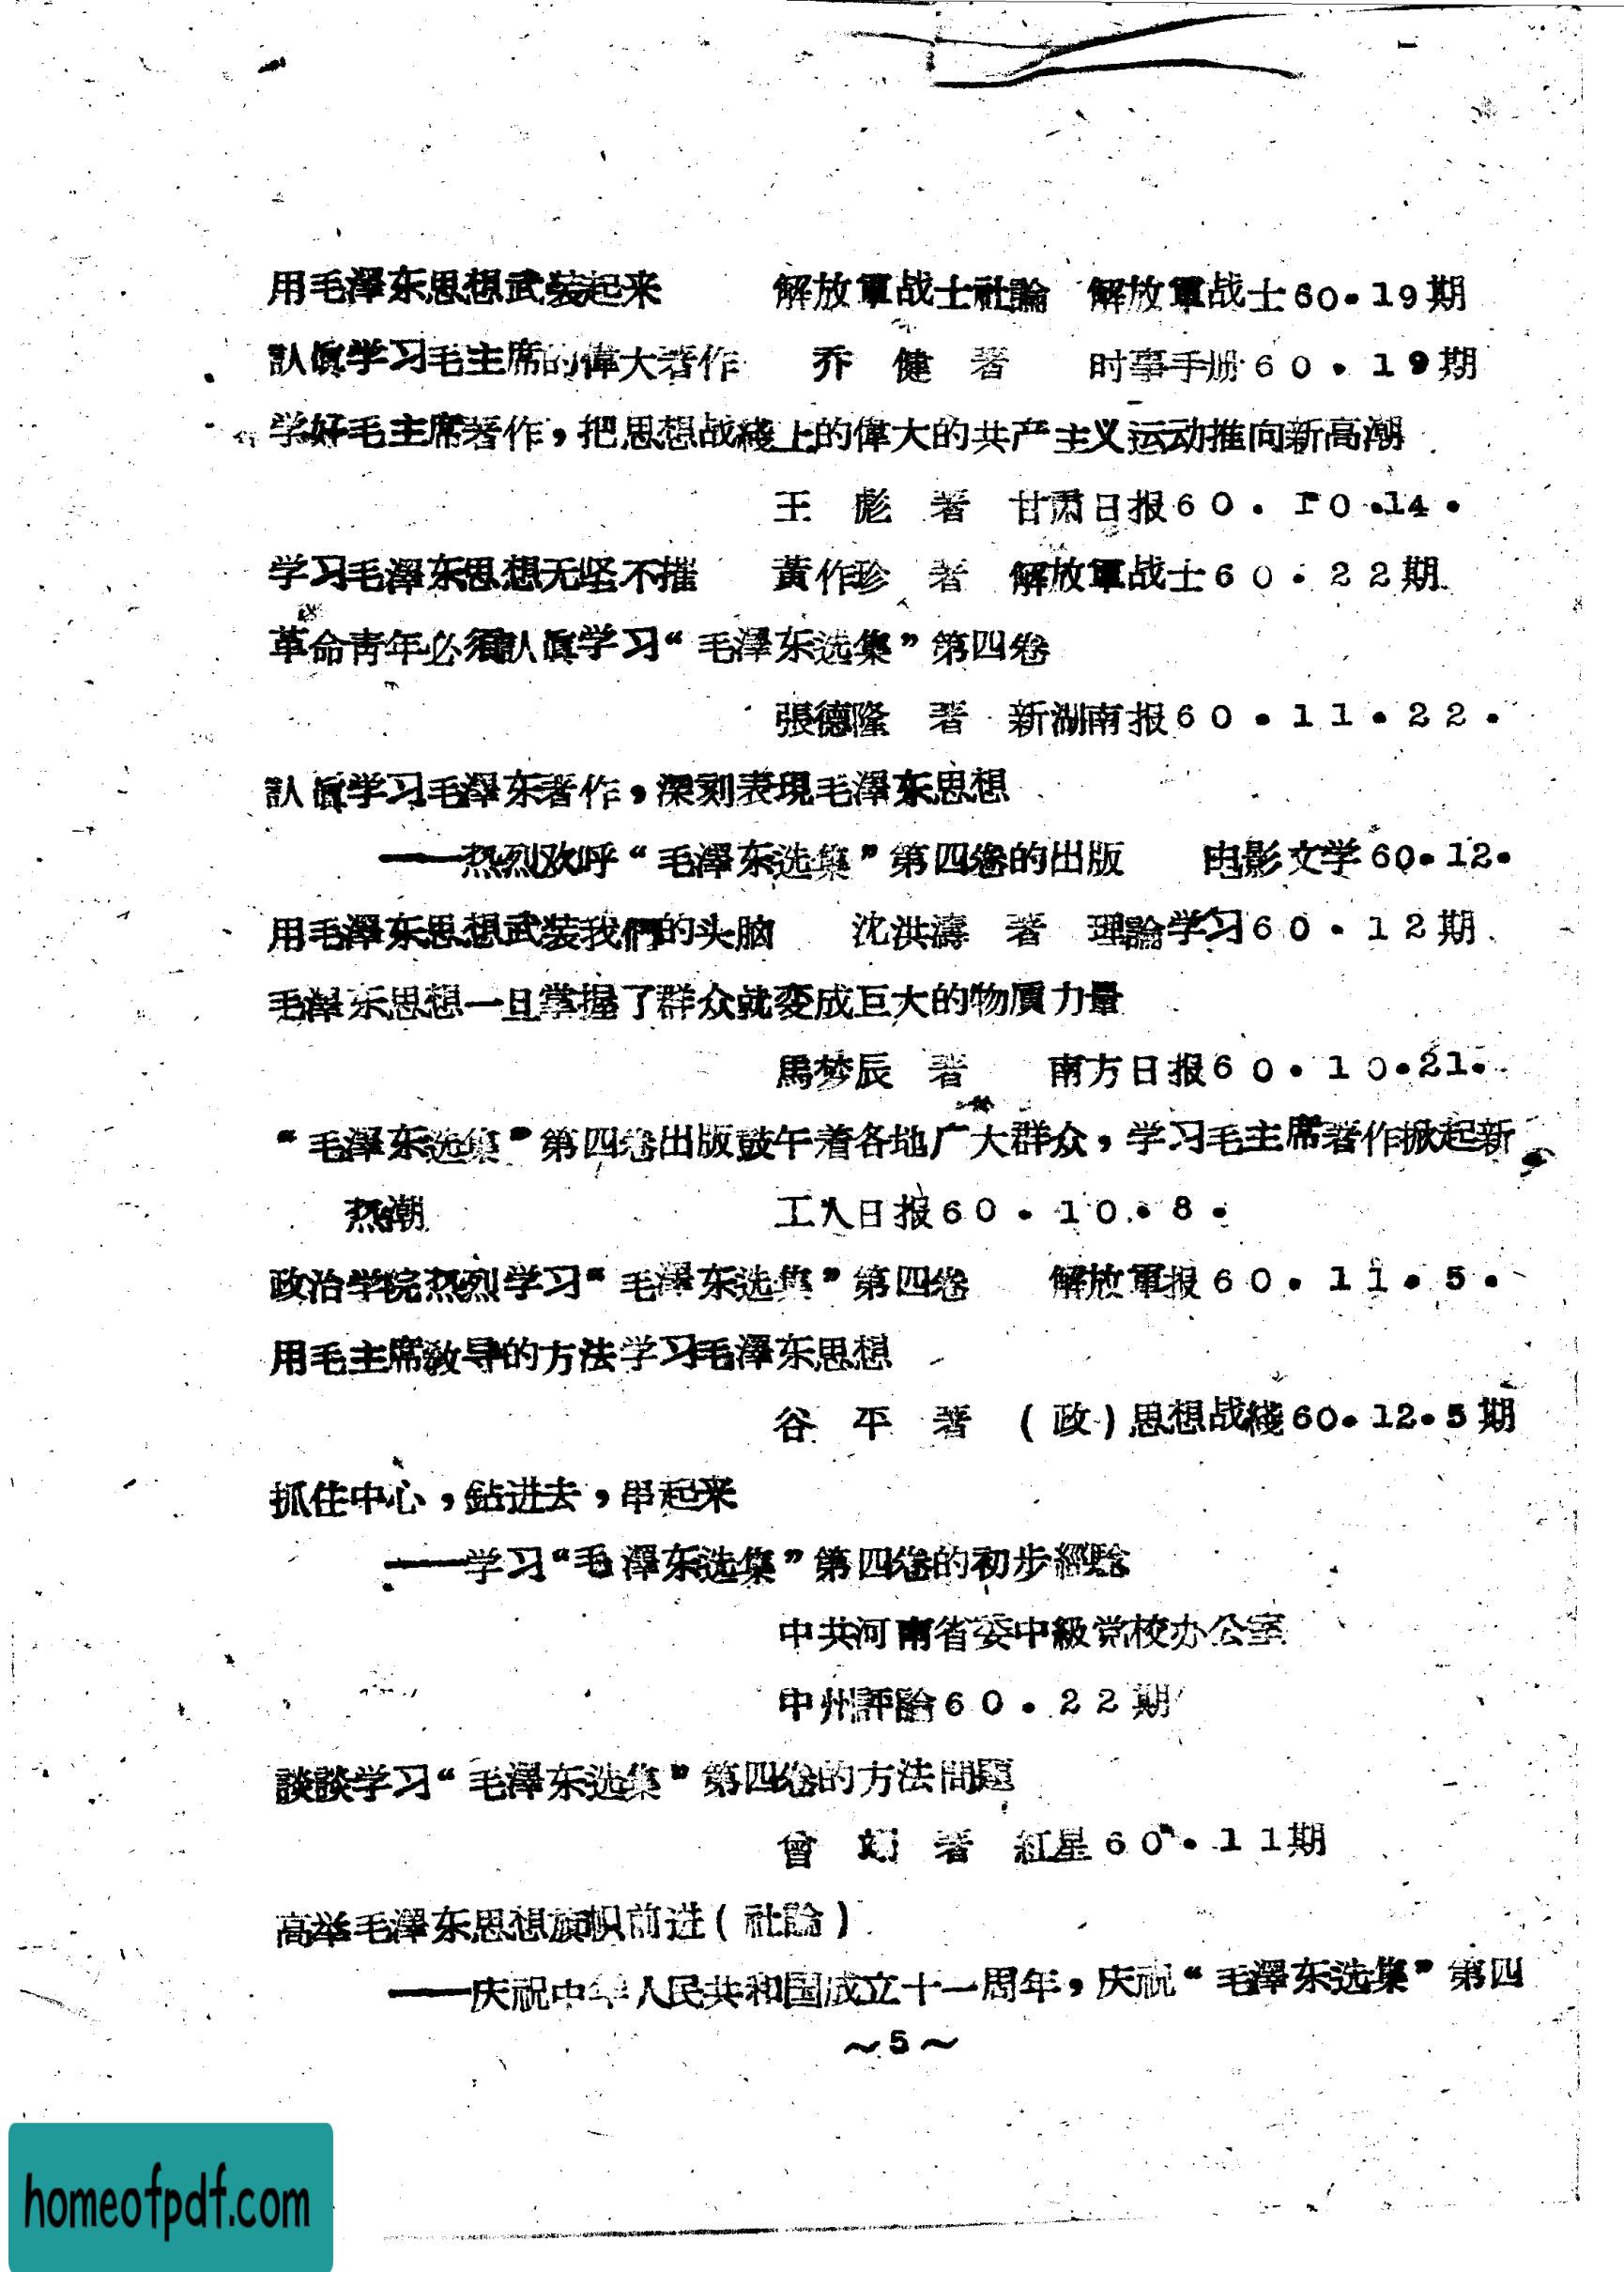 用毛澤东思想武装起来　　解放軍战士社論　解放軍战士60.19期
認眞学习毛主席的偉大著作　　乔　健　著　　时事手册60.19期
学好毛主席著作，把思想战綫上的偉大的共产主义运动推向新高潮
王　彪　著　甘肃日报60.10.14.
学习毛澤东思想无坚不摧　　黃作珍　著　解放軍战士60.22期
革命青年必須認眞学习“毛澤东选集”第四卷
張德隆　著　新湖南报60.11.22.
認眞学习毛澤东著作，深刻表現毛澤东思想
——热烈欢呼“毛澤东选集”第四卷的出版　　电影文学60.12.
用毛澤东思想武装我們的头脑　　沈洪濤　著　理論学习60.12期
毛澤东思想一旦掌握了群众就变成巨大的物质力量
馬梦辰　著　　南方日报60.10.21.
“毛澤东选集”第四卷出版鼓午着各地广大群众，学习毛主席著作掀起新
热潮　　工人日报60.10.8.
政治学院热烈学习“毛澤东选集”第四卷　　解放軍报60.11.5.
用毛主席教导的方法学习毛澤东思想
谷　平　著　（政）思想战綫60.12.5期
抓住中心，鉆进去，串起来
——学习“毛澤东选集”第四卷的初步經驗
中共河南省委中級党校办公室
中州評論60.22期
談談学习“毛澤东选集”第四卷的方法問題
曾　　著　紅星60.11期
高举毛澤东思想旗帜前进（社論）
——庆祝中华人民共和国成立十一周年，庆祝“毛澤东选集”第四
～5～
homeofpdf.com